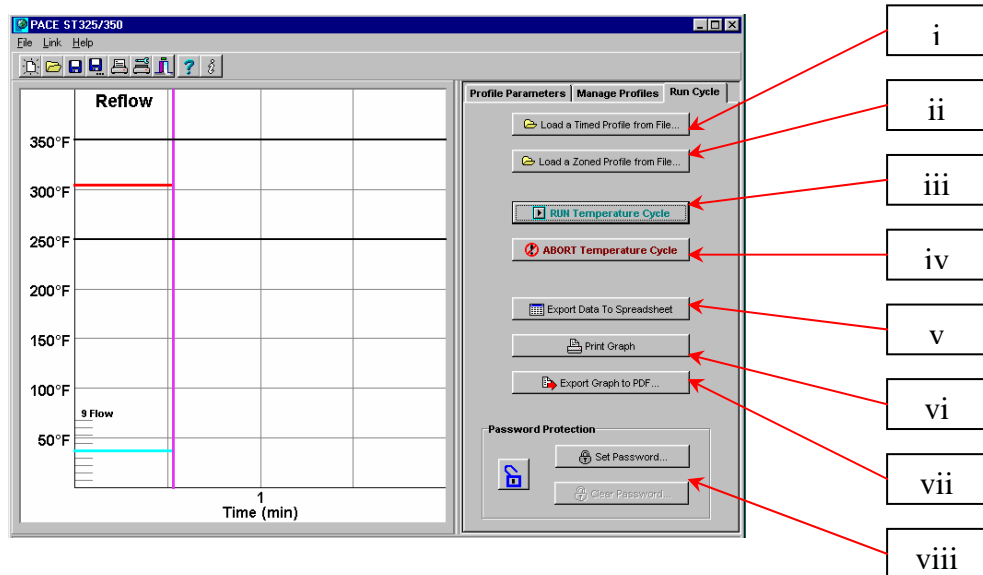 PACE ST325/350
File Link Help
Reflow
350°F
300°F
250°F
200°F
150°F
100°F
9 Flow
50°F
1
Time (min)
Profile Parameters Manage Profiles Run Cycle
Load a Timed Profile from File...
Load a Zoned Profile from File...
RUN Temperature Cycle
ABORT Temperature Cycle
Export Data To Spreadsheet
Print Graph
Export Graph to PDF...
Password Protection
Set Password...
Clear Password...
i
ii
iii
iv
v
vi
vii
viii